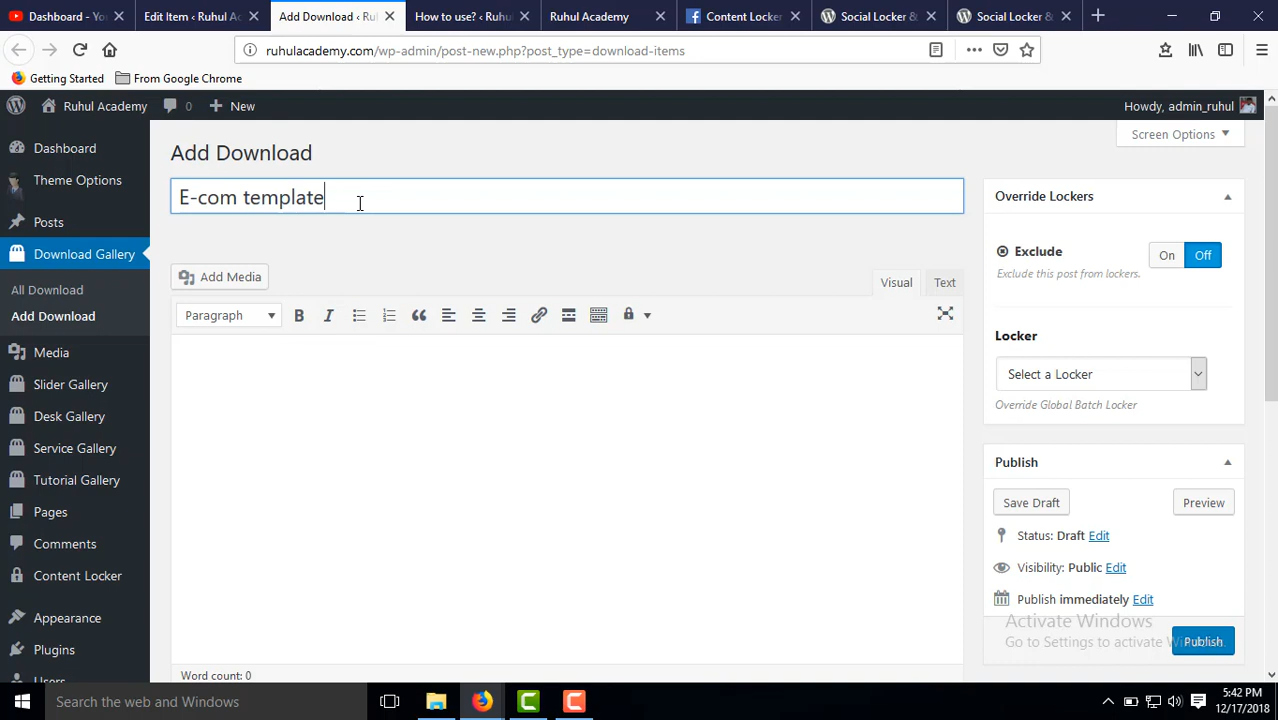 Dashboard - Yo
Edit Item ‹ Ruhul Ac
Add Download ‹ Ru
How to use? ‹ Ruhul
Ruhul Academy
Content Locker
Social Locker &
Social Locker &
ruhulacademy.com/wp-admin/post-new.php?post_type=download-items
Getting Started
From Google Chrome
Ruhul Academy
0
New
Howdy, admin_ruhul
Screen Options
Dashboard
Theme Options
Posts
Download Gallery
All Download
Add Download
Media
Slider Gallery
Desk Gallery
Service Gallery
Tutorial Gallery
Pages
Comments
Content Locker
Appearance
Plugins
Users
Add Download
E-com template
Add Media
Visual
Text
Paragraph
B
I
Word count: 0
Override Lockers
Exclude
On
Off
Exclude this post from lockers.
Locker
Select a Locker
Override Global Batch Locker
Publish
Save Draft
Preview
Status: Draft Edit
Visibility: Public Edit
Publish immediately Edit
Activate Windows
Go to Settings to activate Windows.
Publish
Search the web and Windows
5:42 PM
12/17/2018